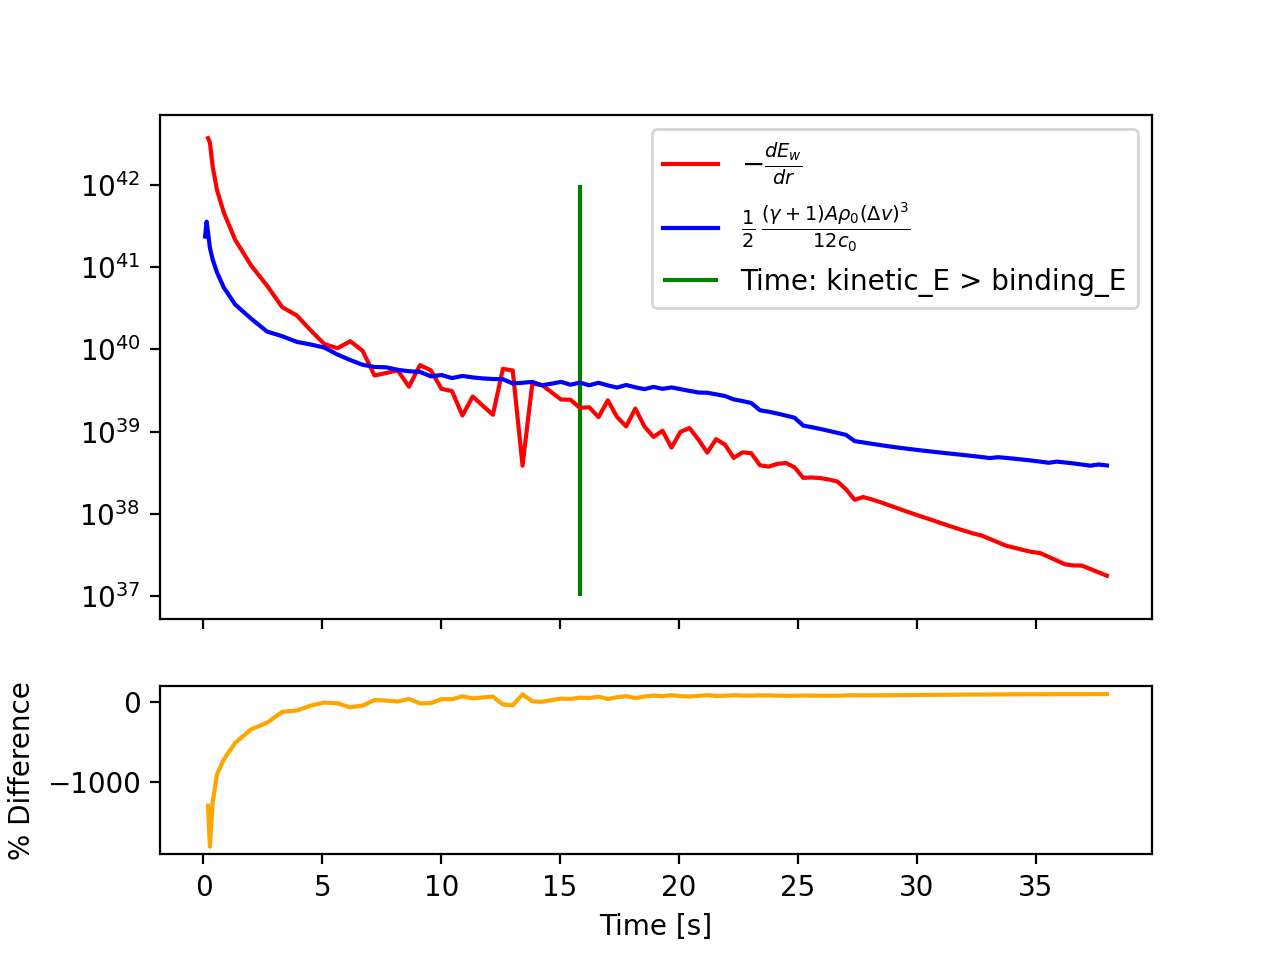 10^42
10^41
10^40
10^39
10^38
10^37
−dE_w/dr
1/2 (γ + 1)Aρ_0(Δv)^3/12c_0
Time: kinetic_E > binding_E
% Difference
0
−1000
0 5 10 15 20 25 30 35
Time [s]